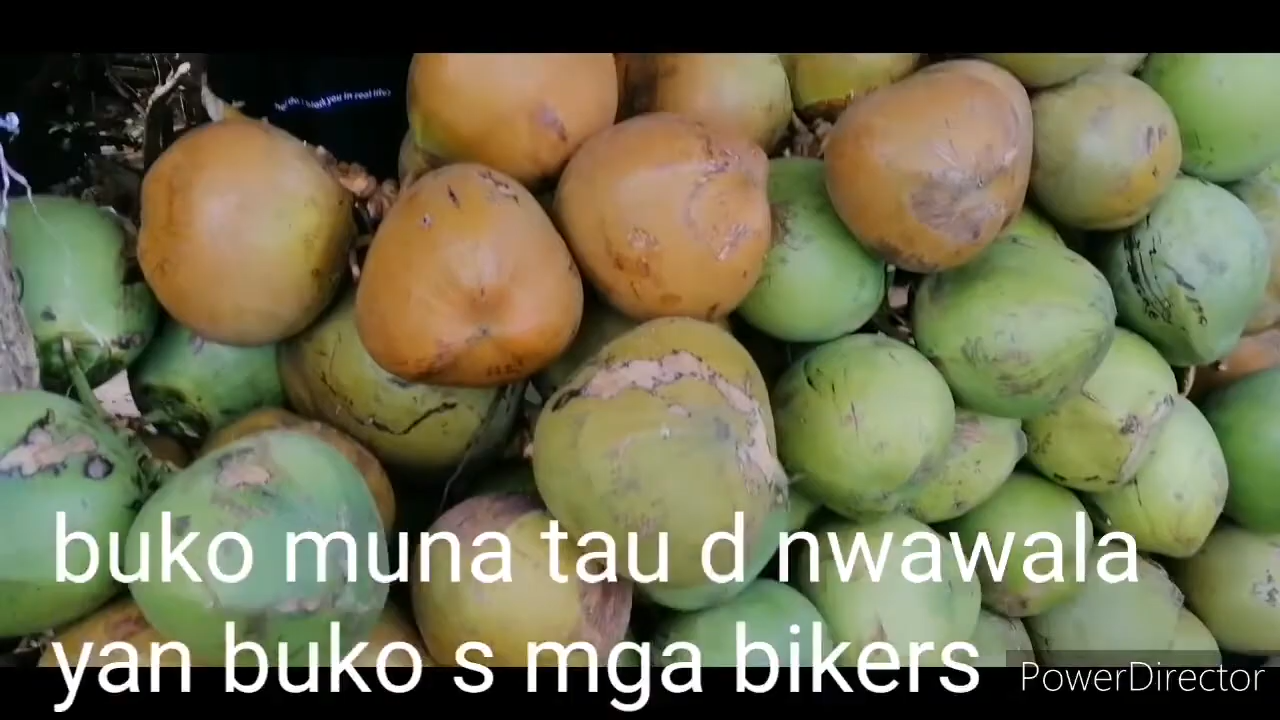 buko muna tau d nwawala
yan buko s mga bikers
PowerDirector